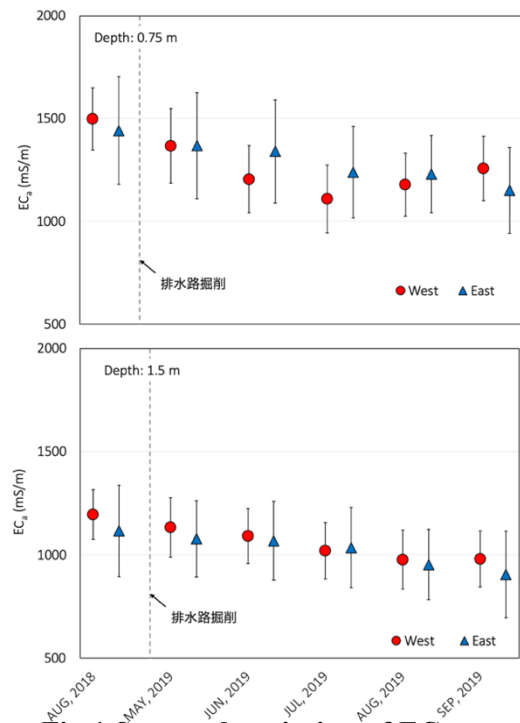 2000
Depth: 0.75 m
1500
ECa (mS/m)
1000
排水路掘削
West East
500
2000
Depth: 1.5 m
1500
ECa (mS/m)
1000
排水路掘削
West East
500
AUG, 2018 MAY, 2019 JUN, 2019 JUL, 2019 AUG, 2019 SEP, 2019